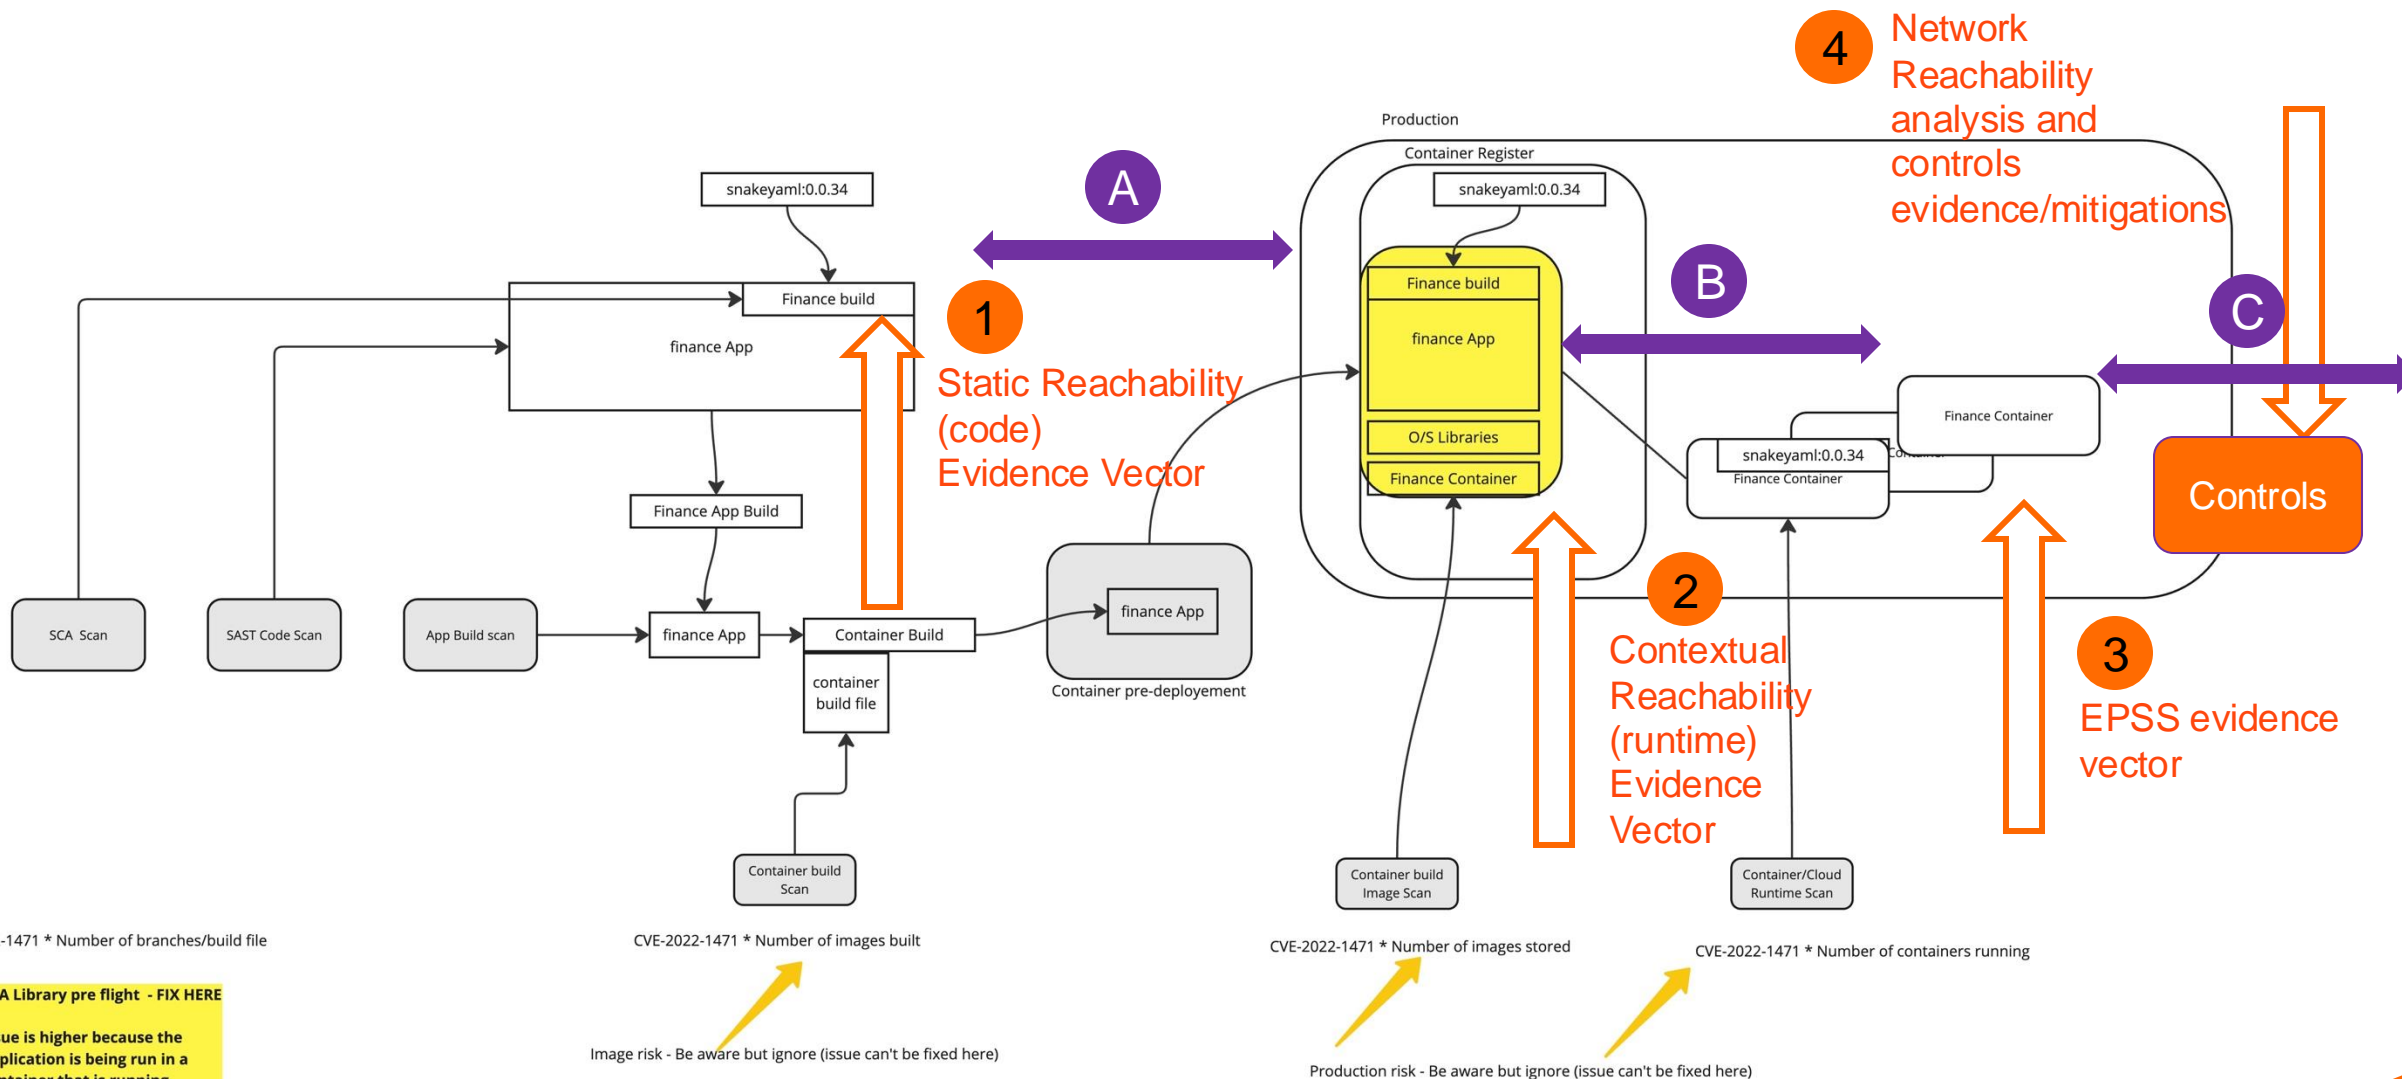 4
Network
Reachability
analysis and
controls
evidence/mitigations
Production
Container Register
A
snakeyaml:0.0.34
snakeyaml:0.0.34
Finance build
finance App
1
Static Reachability
(code)
Evidence Vector
Finance build
finance App
O/S Libraries
Finance Container
B
C
Finance Container
snakeyaml:0.0.34
Finance Container
Controls
Finance App Build
SCA Scan
SAST Code Scan
App Build scan
finance App
Container Build
container
build file
finance App
Container pre-deployement
2
Contextual
Reachability
(runtime)
Evidence
Vector
3
EPSS evidence
vector
Container build
Scan
Container build
Image Scan
Container/Cloud
Runtime Scan
-1471 * Number of branches/build file
CVE-2022-1471 * Number of images built
CVE-2022-1471 * Number of images stored
CVE-2022-1471 * Number of containers running
A Library pre flight - FIX HERE
ue is higher because the
plication is being run in a
ntainer that is running
Image risk - Be aware but ignore (issue can't be fixed here)
Production risk - Be aware but ignore (issue can't be fixed here)